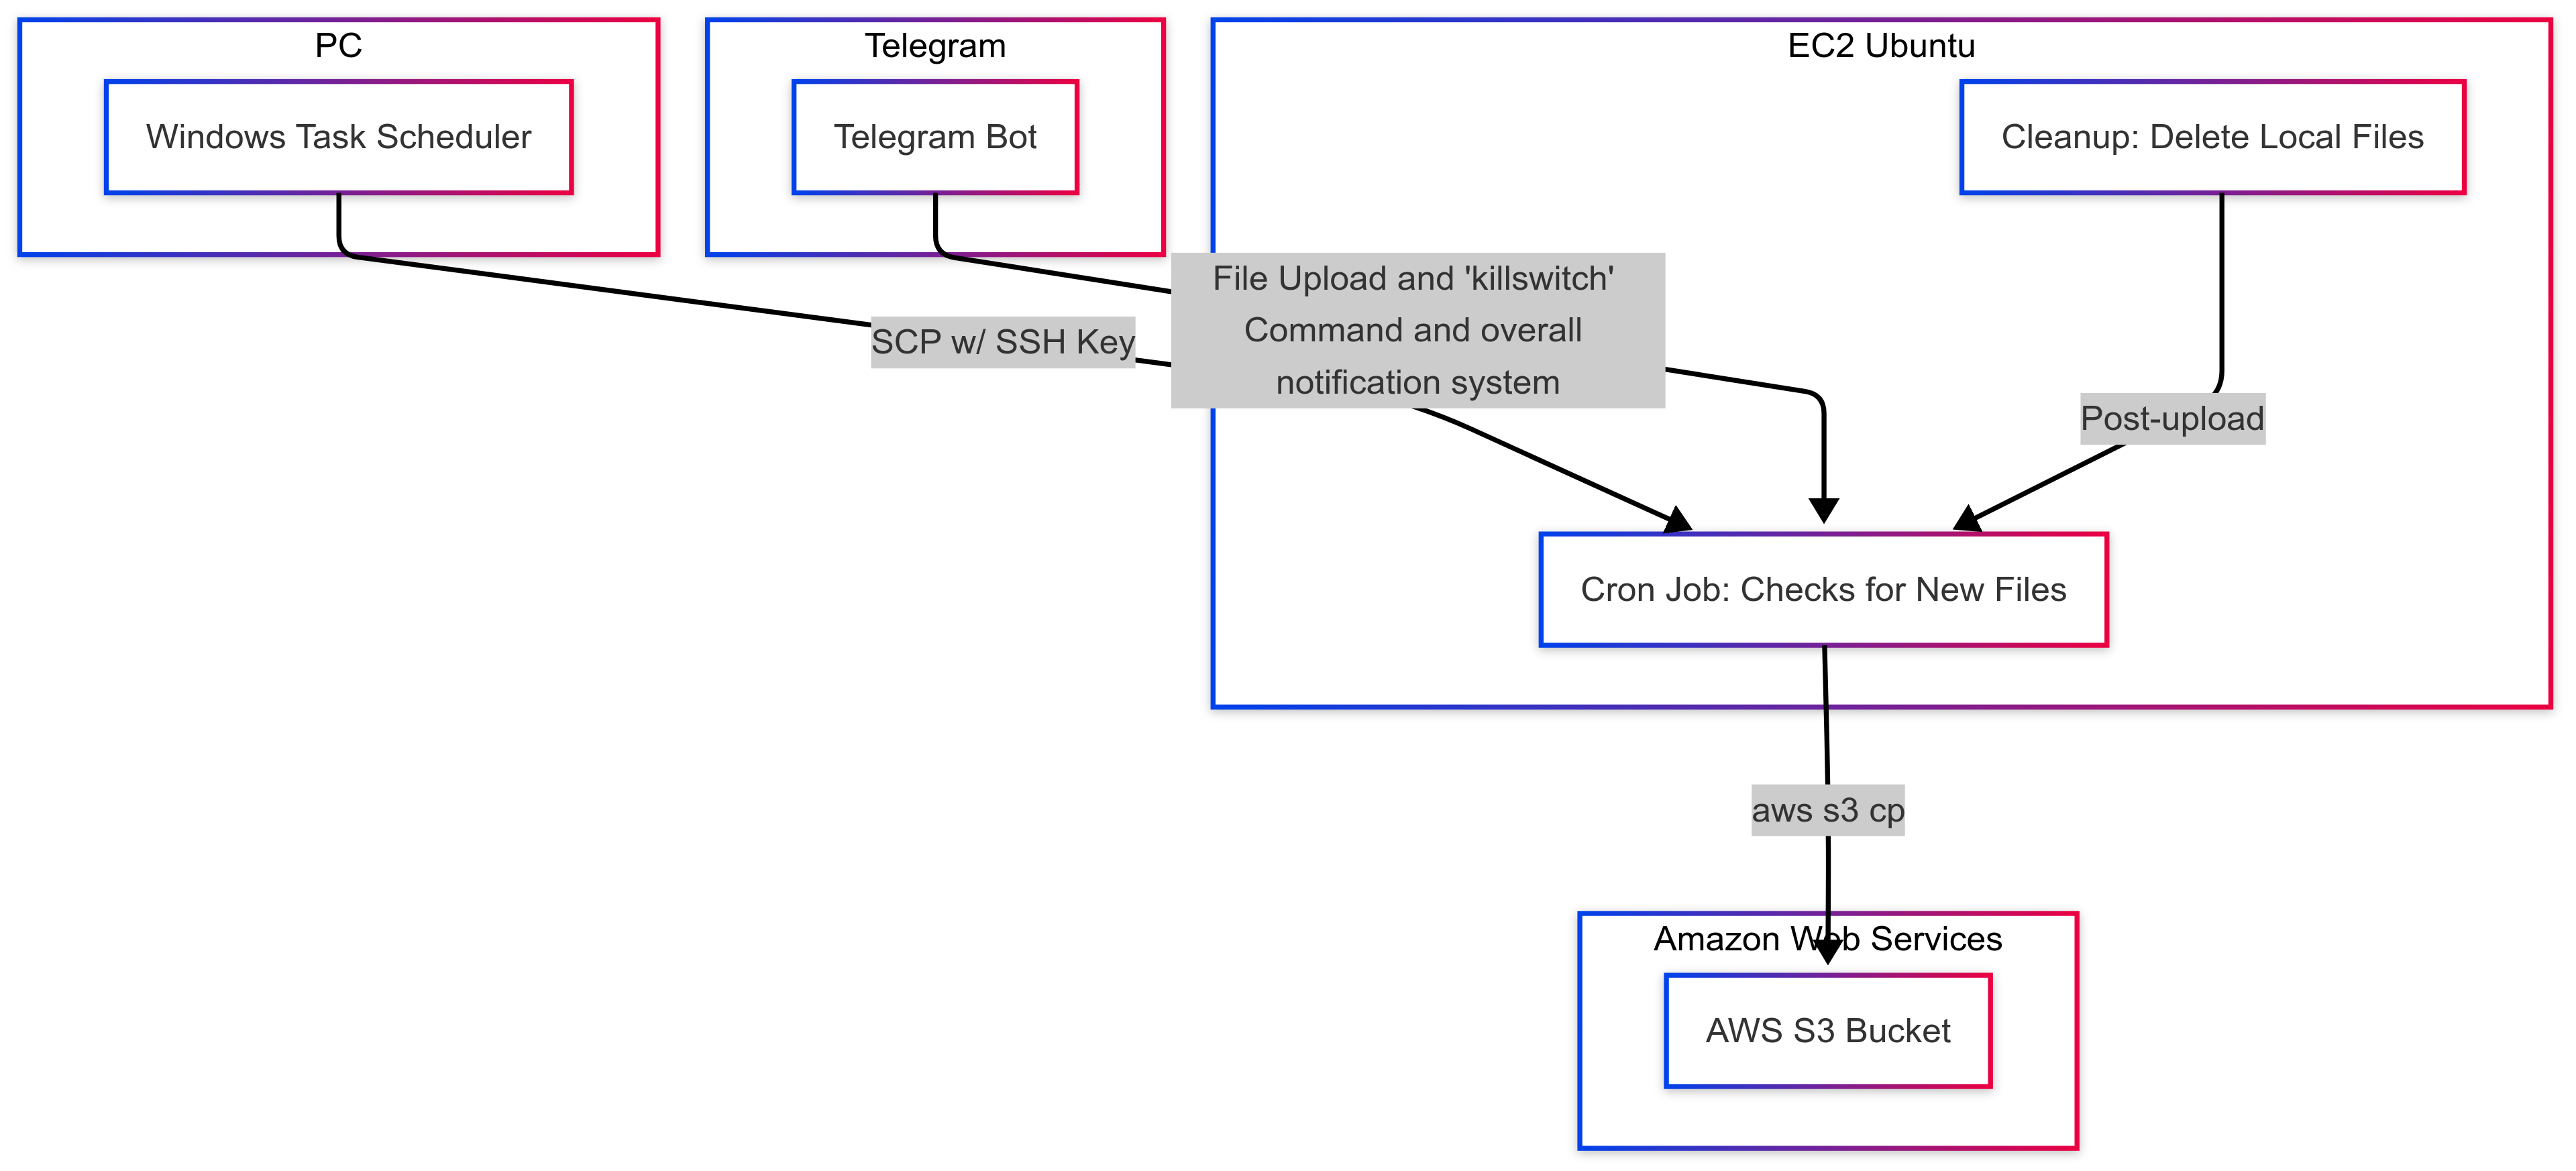 PC
Windows Task Scheduler
Telegram
Telegram Bot
EC2 Ubuntu
Cleanup: Delete Local Files
SCP w/ SSH Key
File Upload and 'killswitch'
Command and overall
notification system
Post-upload
Cron Job: Checks for New Files
aws s3 cp
Amazon Web Services
AWS S3 Bucket